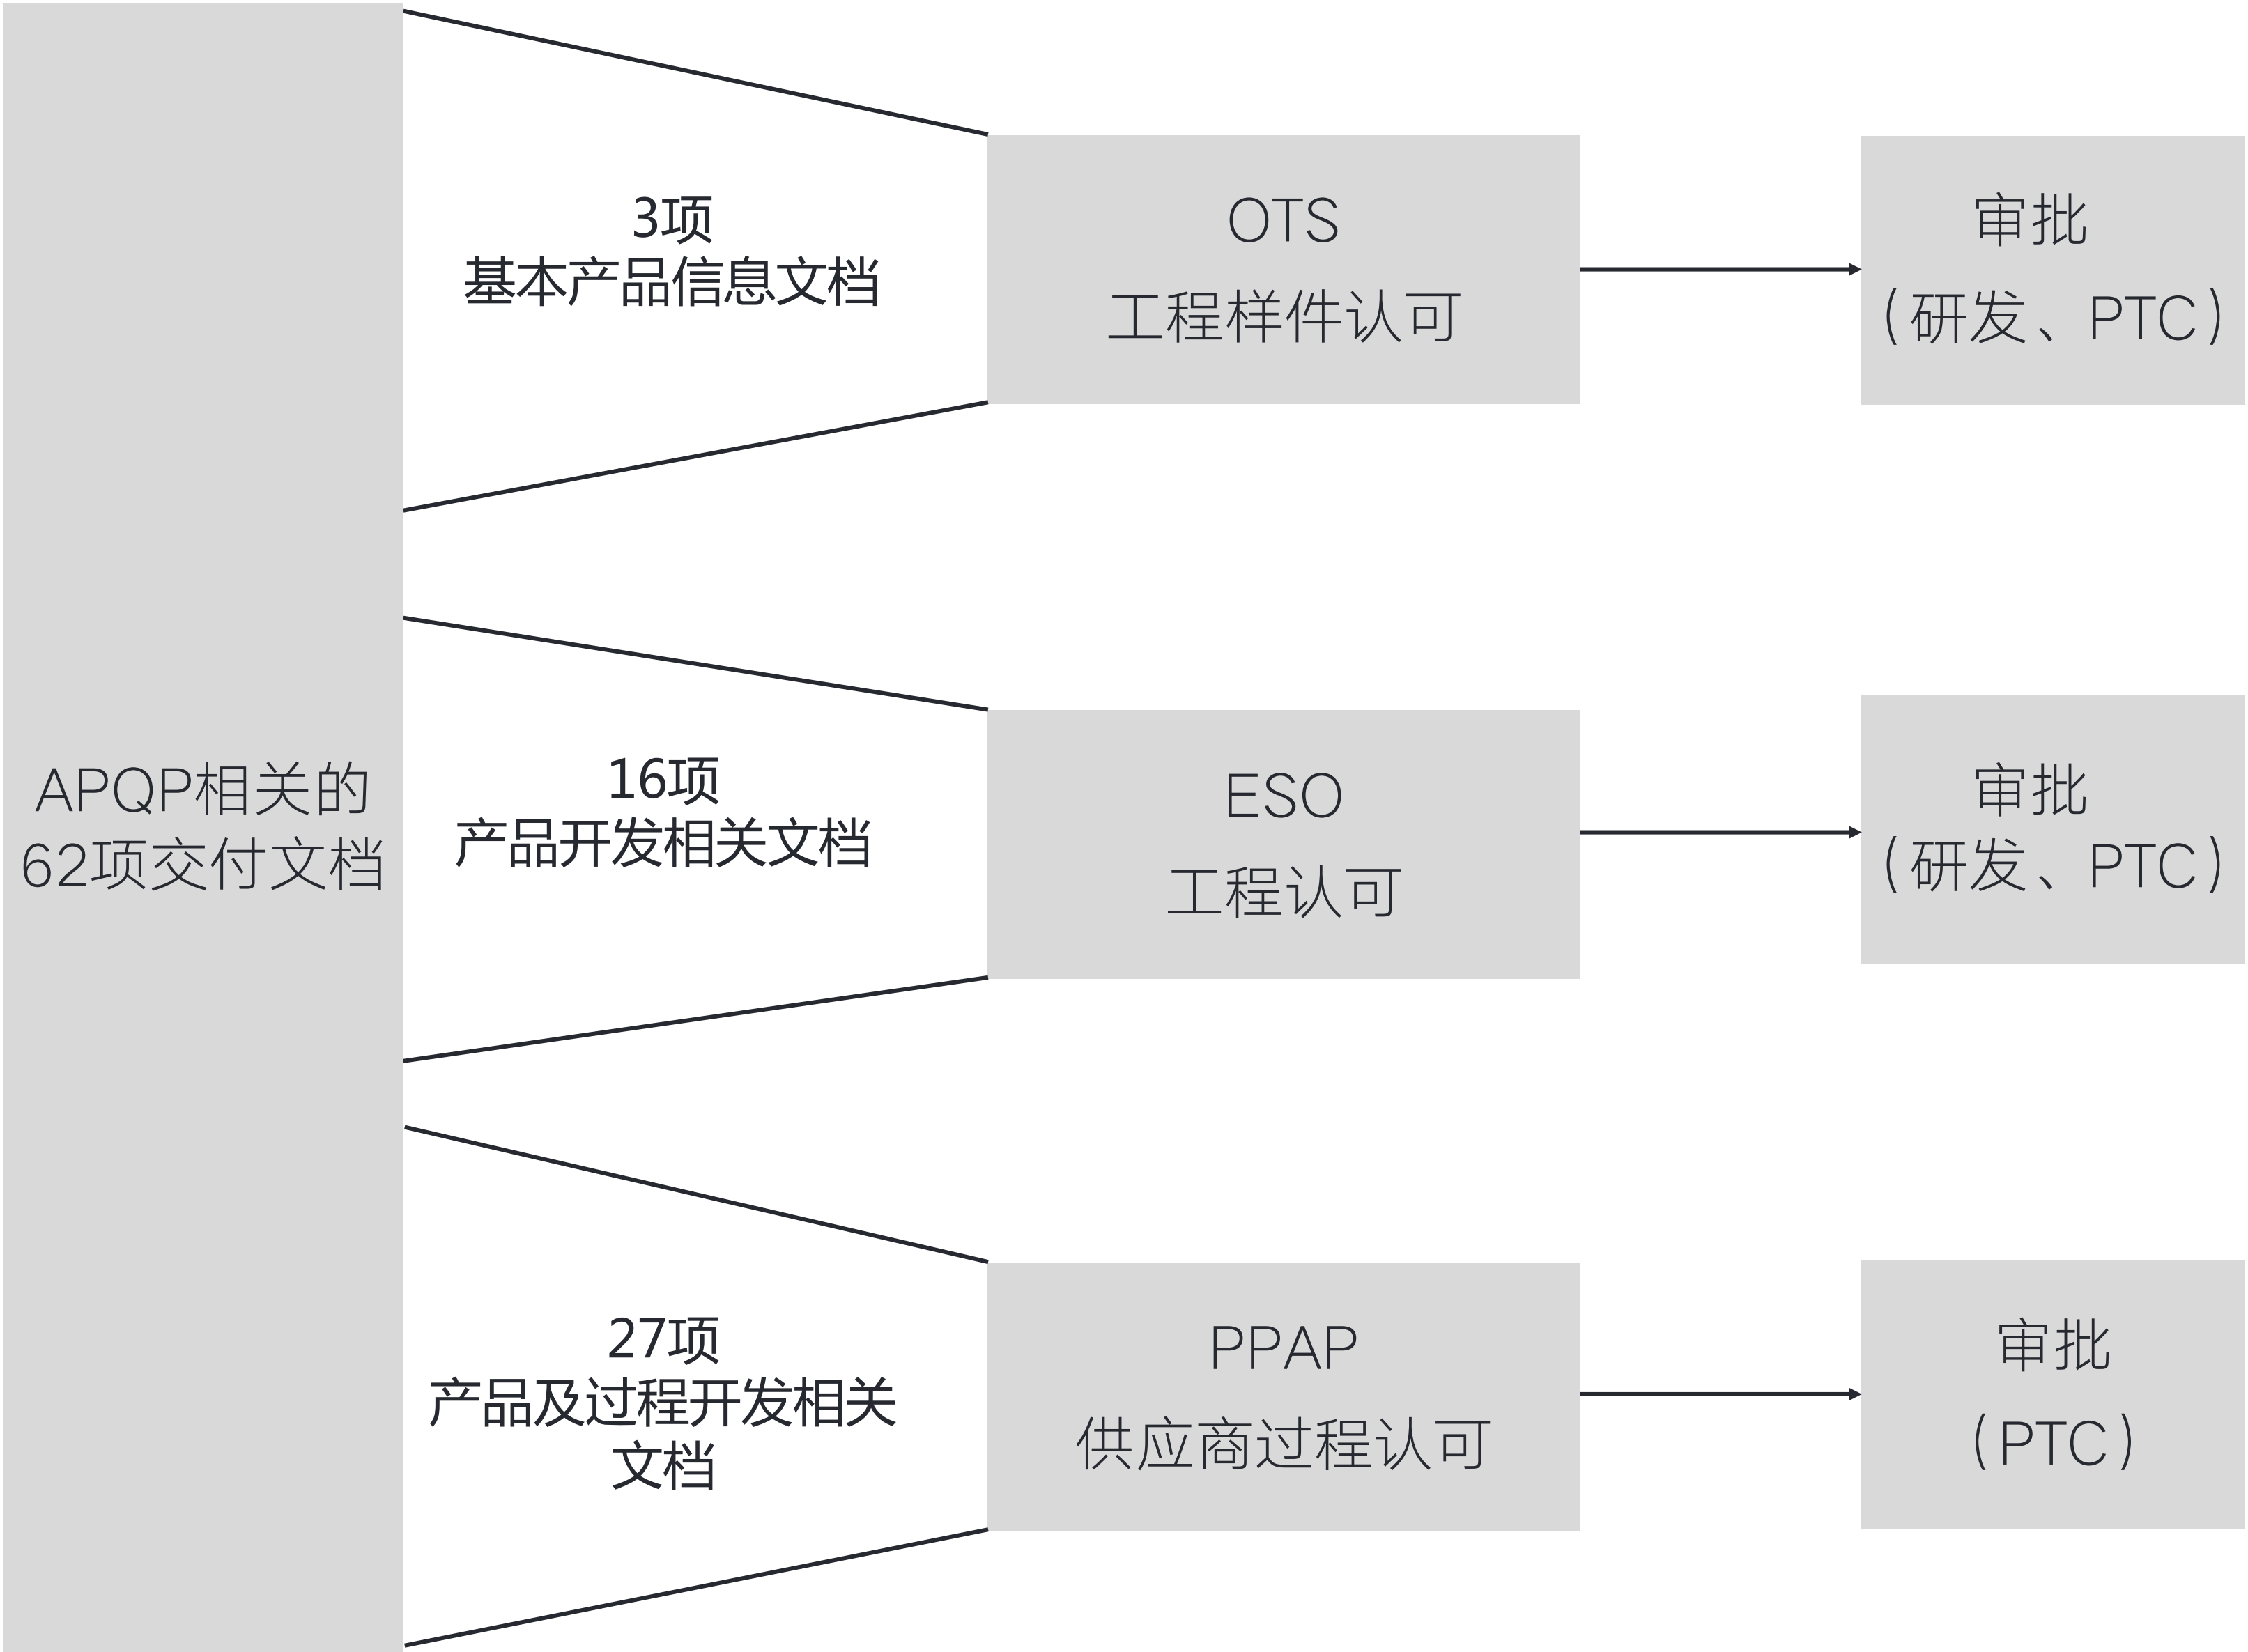 APQP相关的
62项交付文档
3项
基本产品信息文档
OTS
工程样件认可
审批
(研发、PTC)
16项
产品开发相关文档
ESO
工程认可
审批
(研发、PTC)
27项
产品及过程开发相关
文档
PPAP
供应商过程认可
审批
(PTC)